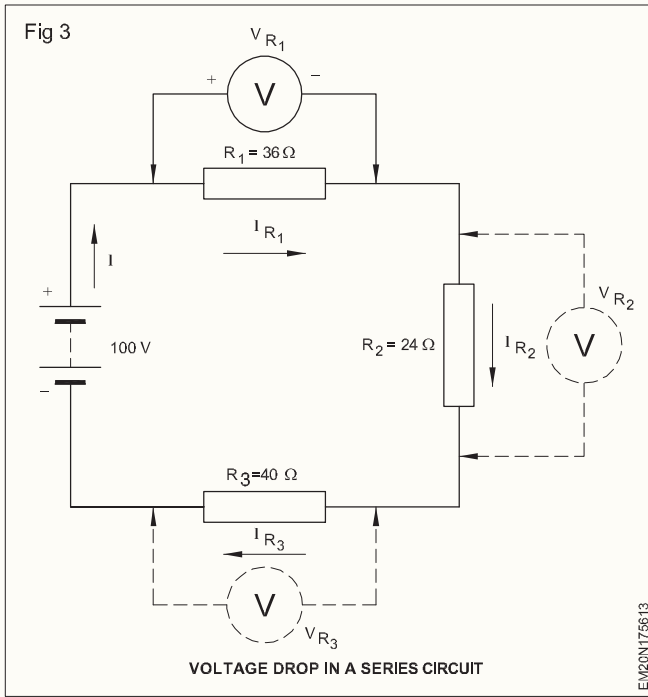 Fig 3
V R1
+ −
V
R1 = 36 Ω
I R1
I
+
100 V
−
R2 = 24 Ω
I R2
V R2
V
R3=40 Ω
I R3
V
V R3
VOLTAGE DROP IN A SERIES CIRCUIT
EM20N175613